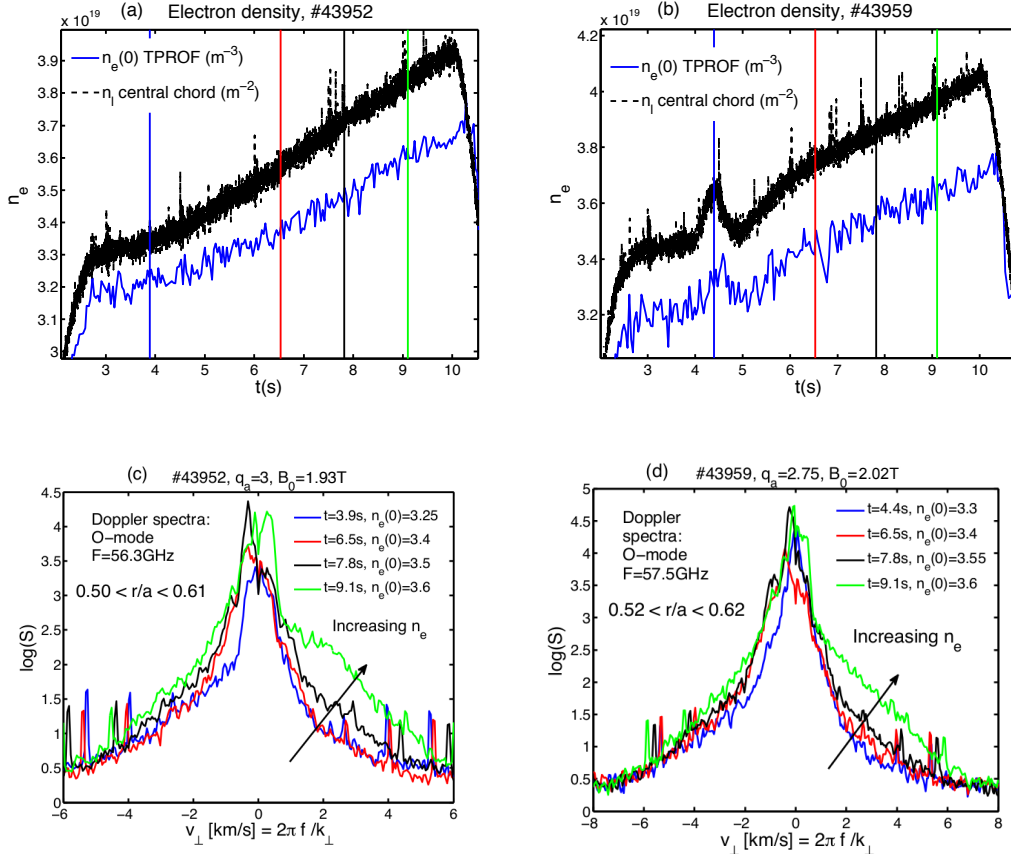 (a)
Electron density, #43952
x 10^19
n_e(0) TPROF (m^-3)
n_l central chord (m^-2)
3.9
3.8
3.7
3.6
3.5
3.4
3.3
3.2
3.1
3
n_e
3 4 5 6 7 8 9 10
t(s)
(b)
Electron density, #43959
x 10^19
n_e(0) TPROF (m^-3)
n_l central chord (m^-2)
4.2
4
3.8
3.6
3.4
3.2
n_e
3 4 5 6 7 8 9 10
t(s)
(c)
#43952, q_a=3, B_0=1.93T
Doppler spectra:
O-mode
F=56.3GHz
0.50 < r/a < 0.61
t=3.9s, n_e(0)=3.25
t=6.5s, n_e(0)=3.4
t=7.8s, n_e(0)=3.5
t=9.1s, n_e(0)=3.6
Increasing n_e
4.5
4
3.5
3
2.5
2
1.5
1
0.5
0
log(S)
−6 −4 −2 0 2 4 6
v_⊥ [km/s] = 2π f /k_⊥
(d)
#43959, q_a=2.75, B_0=2.02T
Doppler
spectra:
O-mode
F=57.5GHz
0.52 < r/a < 0.62
t=4.4s, n_e(0)=3.3
t=6.5s, n_e(0)=3.4
t=7.8s, n_e(0)=3.55
t=9.1s, n_e(0)=3.6
Increasing n_e
5
4.5
4
3.5
3
2.5
2
1.5
1
0.5
0
log(S)
−8 −6 −4 −2 0 2 4 6 8
v_⊥ [km/s] = 2π f /k_⊥